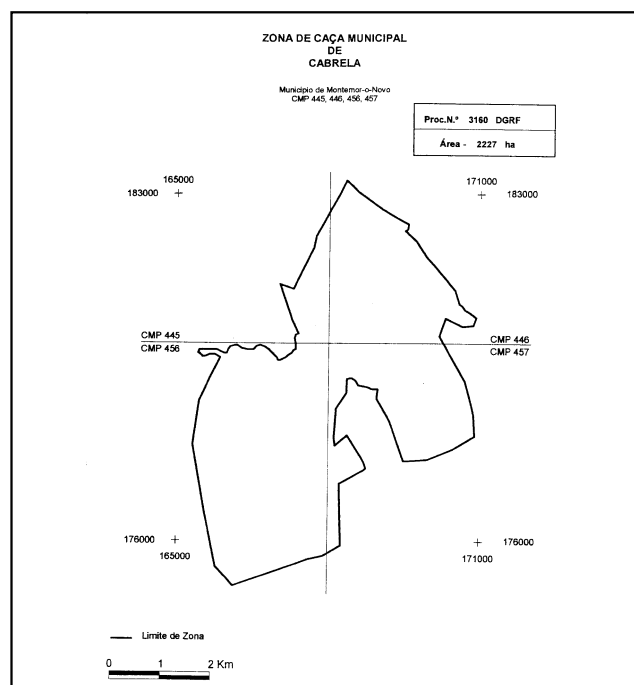 ZONA DE CAÇA MUNICIPAL
DE
CABRELA
Municipio de Montemor-o-Novo
CMP 445, 446, 456, 457
Proc.N.º 3160 DGRF
Área - 2227 ha
165000
183000
171000
183000
CMP 445
CMP 456
CMP 446
CMP 457
176000
165000
176000
171000
Limite de Zona
0 1 2 Km